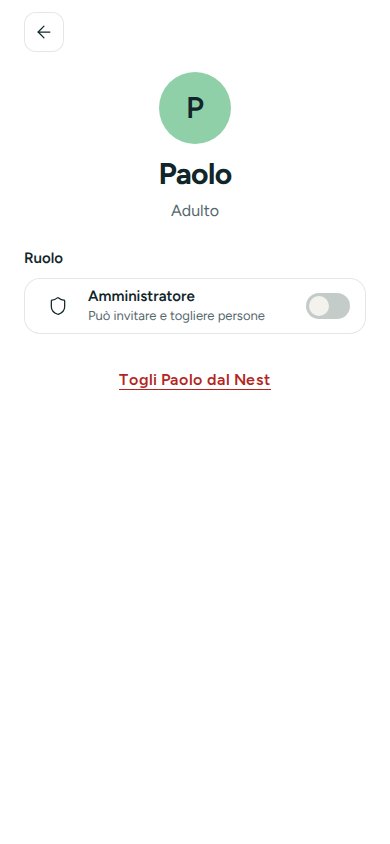 P
Paolo
Adulto
Ruolo
Amministratore
Può invitare e togliere persone
Togli Paolo dal Nest